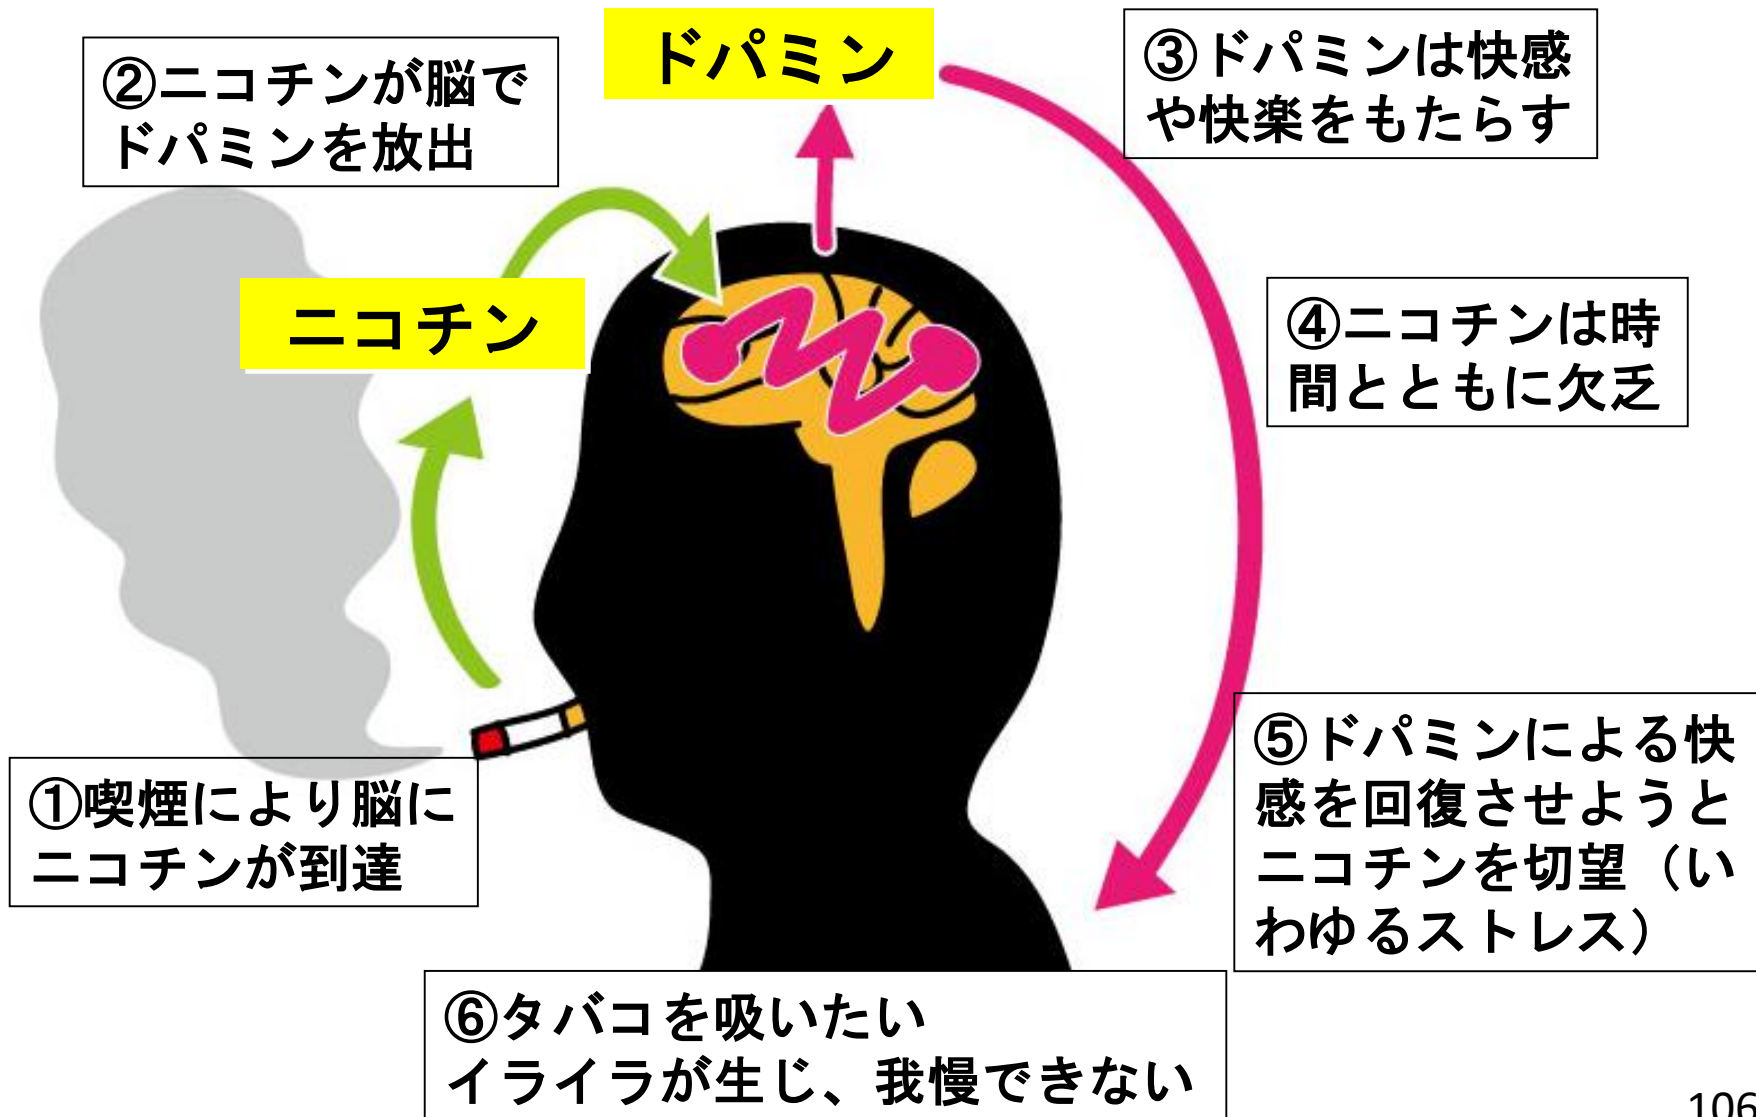 ドパミン
②ニコチンが脳で
ドパミンを放出
③ドパミンは快感
や快楽をもたらす
ニコチン
④ニコチンは時
間とともに欠乏
①喫煙により脳に
ニコチンが到達
⑤ドパミンによる快
感を回復させようと
ニコチンを切望（い
わゆるストレス）
⑥タバコを吸いたい
イライラが生じ、我慢できない
106